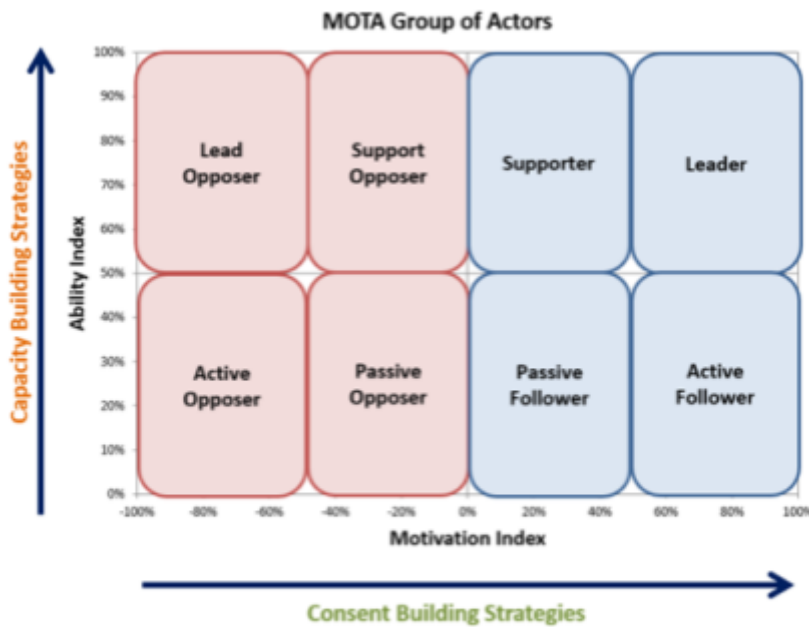 MOTA Group of Actors
100%
90%
80%
70%
60%
50%
40%
30%
20%
10%
0%
Capacity Building Strategies
Ability Index
Lead
Opposer
Support
Opposer
Supporter
Leader
Active
Opposer
Passive
Opposer
Passive
Follower
Active
Follower
-100% -80% -60% -40% -20% 0% 20% 40% 60% 80% 100%
Motivation Index
Consent Building Strategies